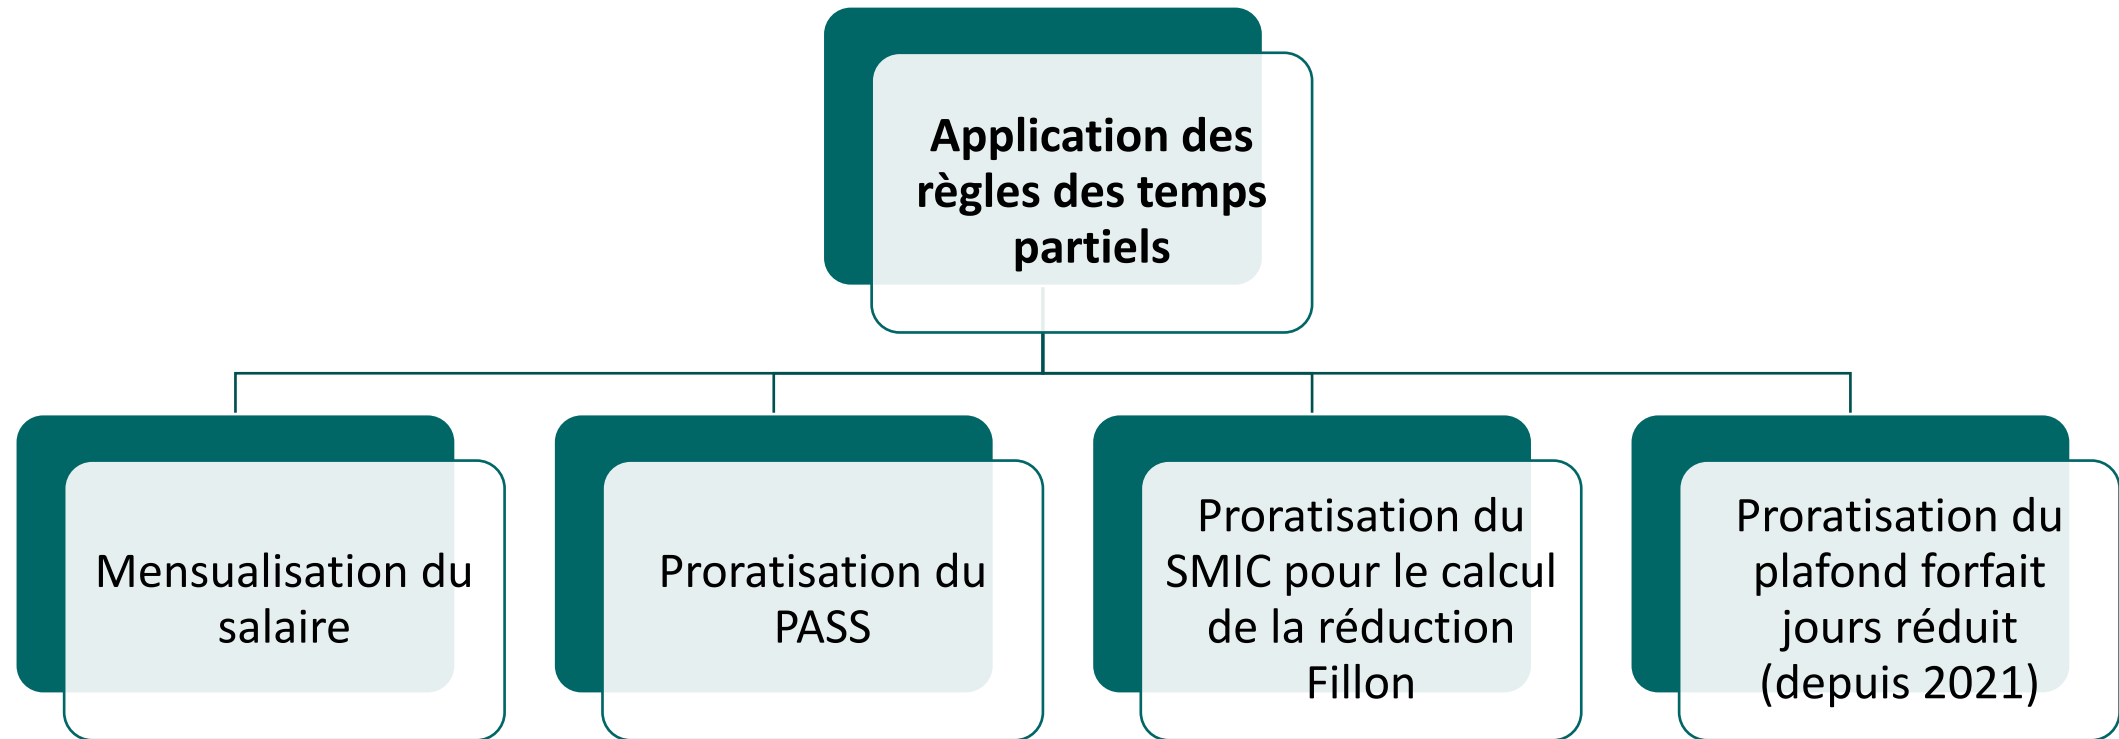 Application des
règles des temps
partiels
Mensualisation du
salaire
Proratisation du
PASS
Proratisation du
SMIC pour le calcul
de la réduction
Fillon
Proratisation du
plafond forfait
jours réduit
(depuis 2021)